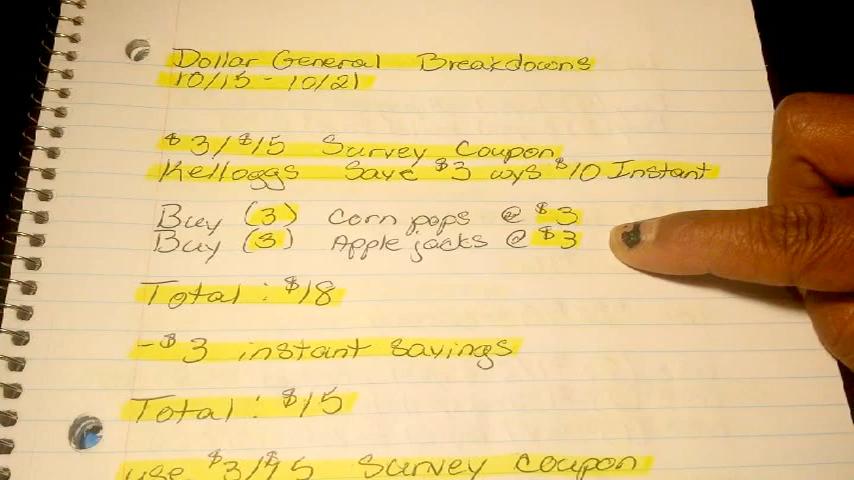 Dollar General Breakdowns
10/15 - 10/21
$3/$15 Survey Coupon
Kelloggs Save $3 wys $10 Instant
Buy (3) Corn pops @ $3
Buy (3) Apple jacks @ $3
Total : $18
-$3 instant savings
Total : $15
use $3/$15 Survey coupon